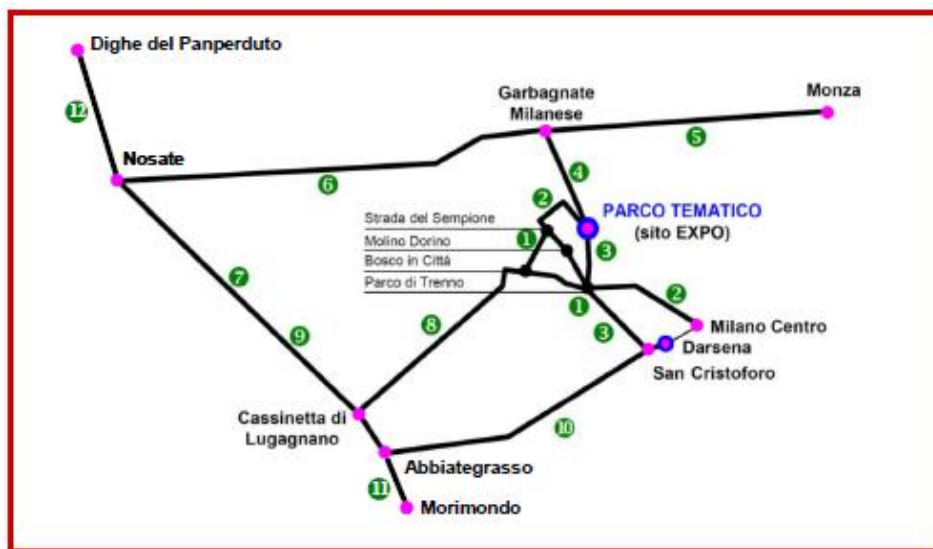 Dighe del Panperduto
Garbagnate
Milanese
Monza
12
5
Nosate
6
4
2
PARCO TEMATICO
(sito EXPO)
Strada del Sempione
1
3
Molino Dorino
Bosco in Città
Parco di Trenno
7
1
2
8
3
Milano Centro
9
Darsena
San Cristoforo
Cassinetta di
Lugagnano
10
Abbiategrasso
11
Morimondo